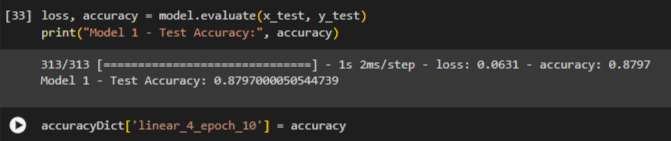 [33] loss, accuracy = model.evaluate(x_test, y_test)
print("Model 1 - Test Accuracy:", accuracy)
313/313 [==============================] - 1s 2ms/step - loss: 0.0631 - accuracy: 0.8797
Model 1 - Test Accuracy: 0.8797000050544739
accuracyDict['linear_4_epoch_10'] = accuracy